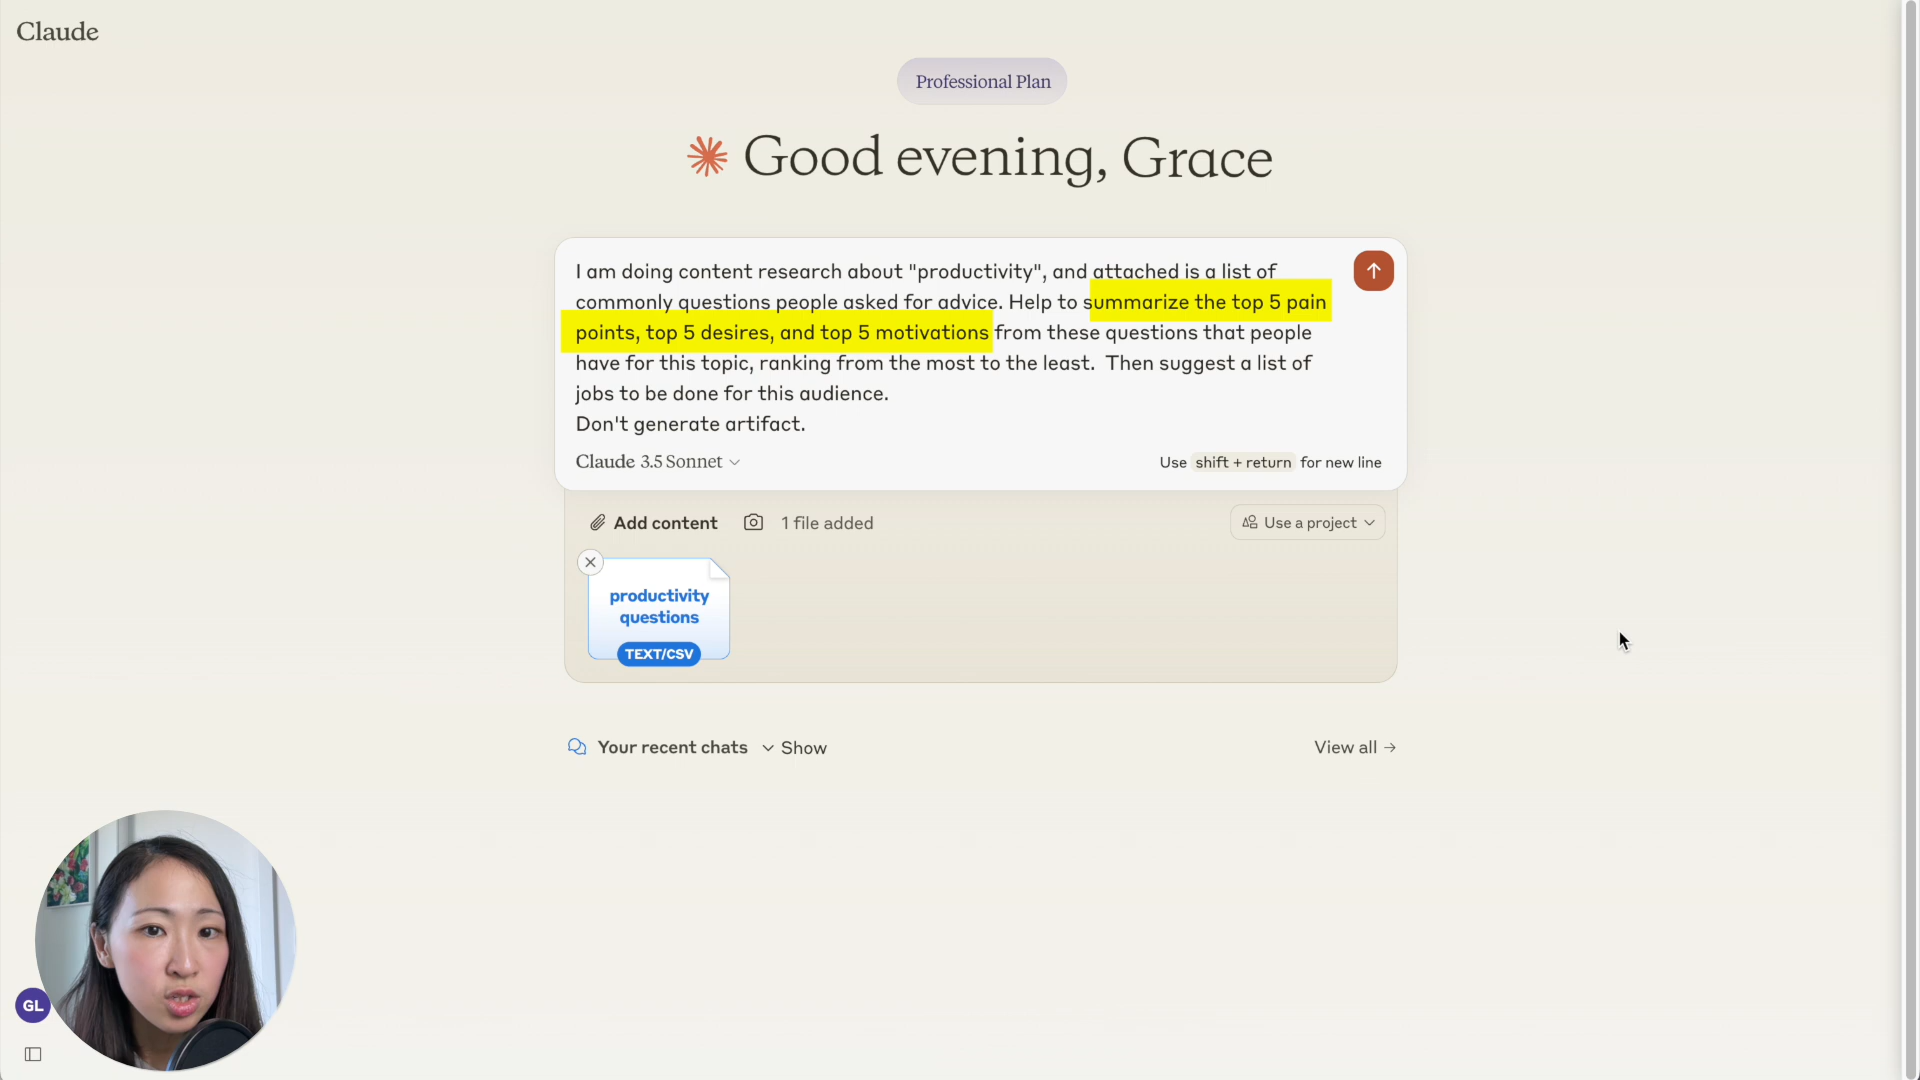 Claude
Professional Plan
Good evening, Grace
I am doing content research about "productivity", and attached is a list of
commonly questions people asked for advice. Help to summarize the top 5 pain
points, top 5 desires, and top 5 motivations from these questions that people
have for this topic, ranking from the most to the least.  Then suggest a list of
jobs to be done for this audience.
Don't generate artifact.
Claude 3.5 Sonnet
Use shift + return for new line
Add content
1 file added
Use a project
productivity
questions
TEXT/CSV
Your recent chats
Show
View all →
GL